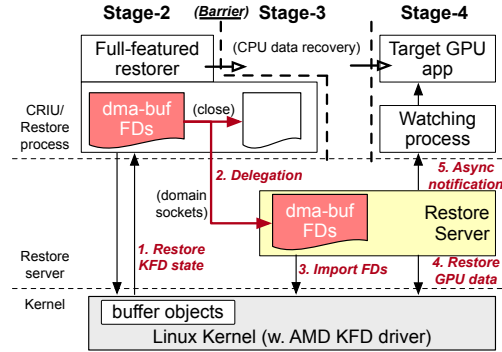 Stage-2
(Barrier)
Stage-3
Stage-4
Full-featured
restorer
(CPU data recovery)
Target GPU
app
CRIU/
Restore
process
dma-buf
FDs
(close)
Watching
process
2. Delegation
5. Async
notification
(domain
sockets)
dma-buf
FDs
Restore
Server
1. Restore
KFD state
3. Import FDs
4. Restore
GPU data
Restore
server
Kernel
buffer objects
Linux Kernel (w. AMD KFD driver)